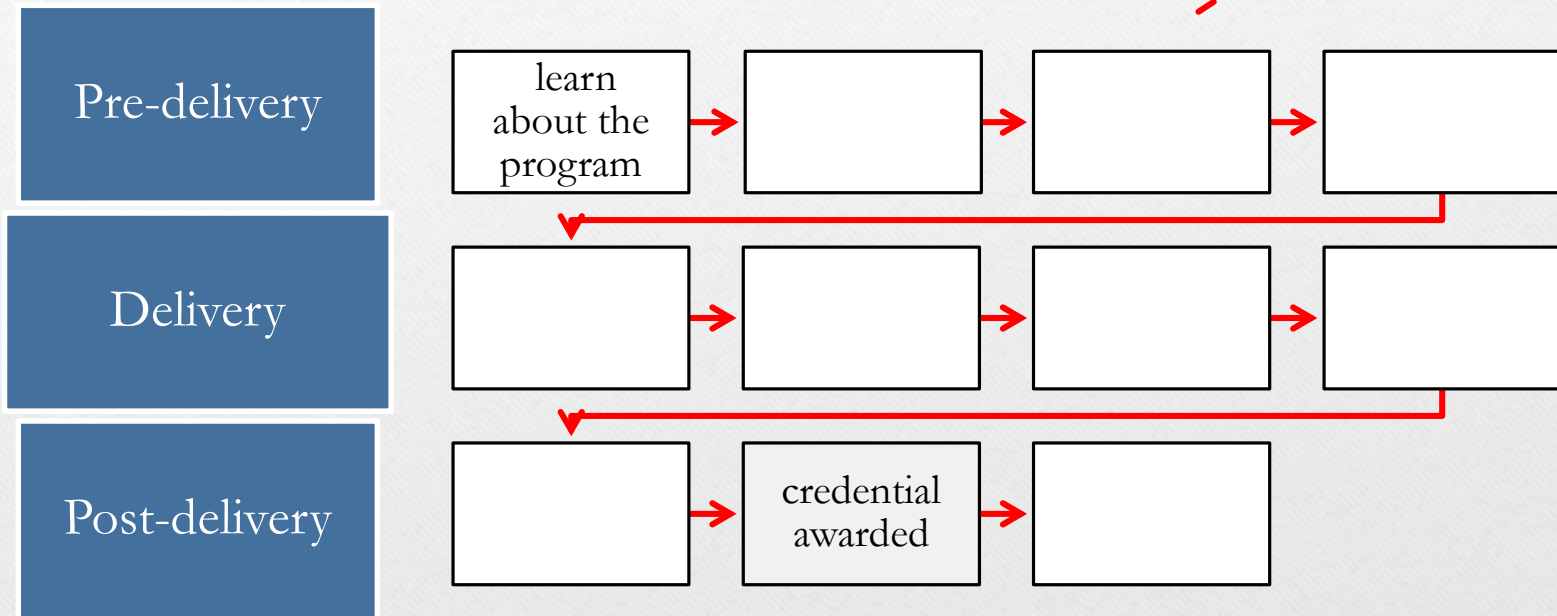 Pre-delivery
learn
about the
program
Delivery
Post-delivery
credential
awarded